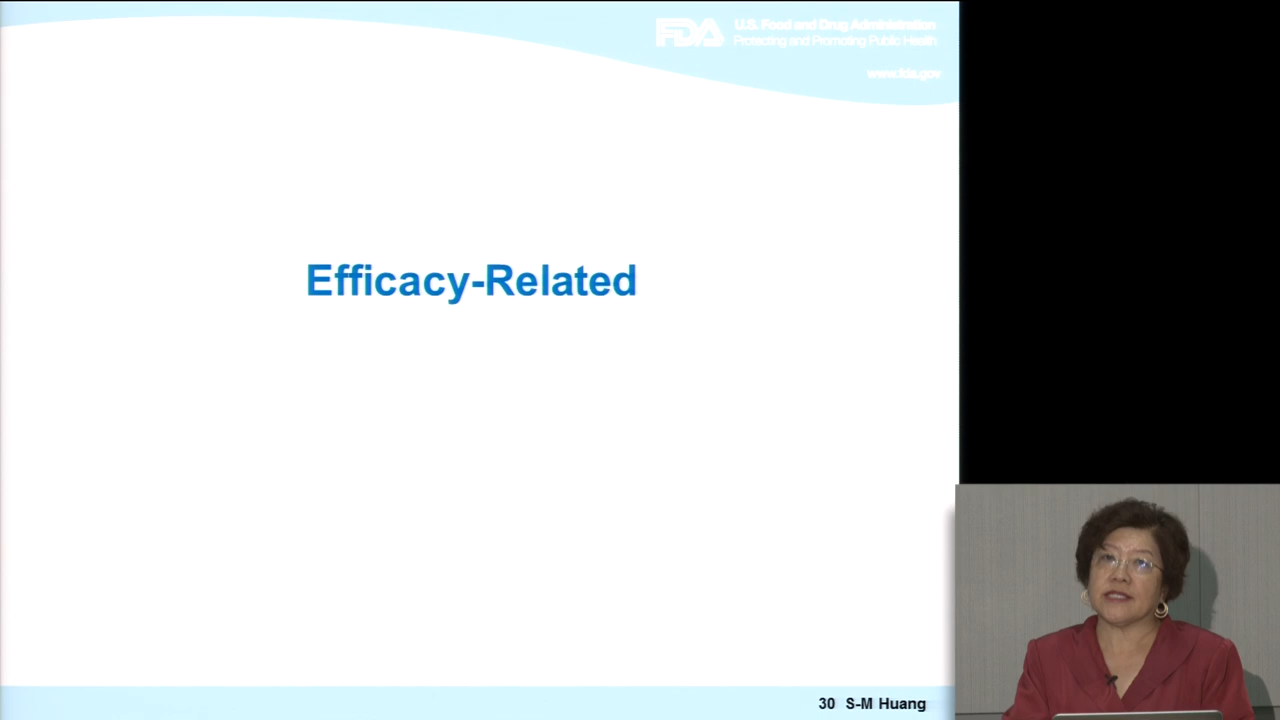 FDA U.S. Food and Drug Administration
Protecting and Promoting Public Health
www.fda.gov
Efficacy-Related
30 S-M Huang